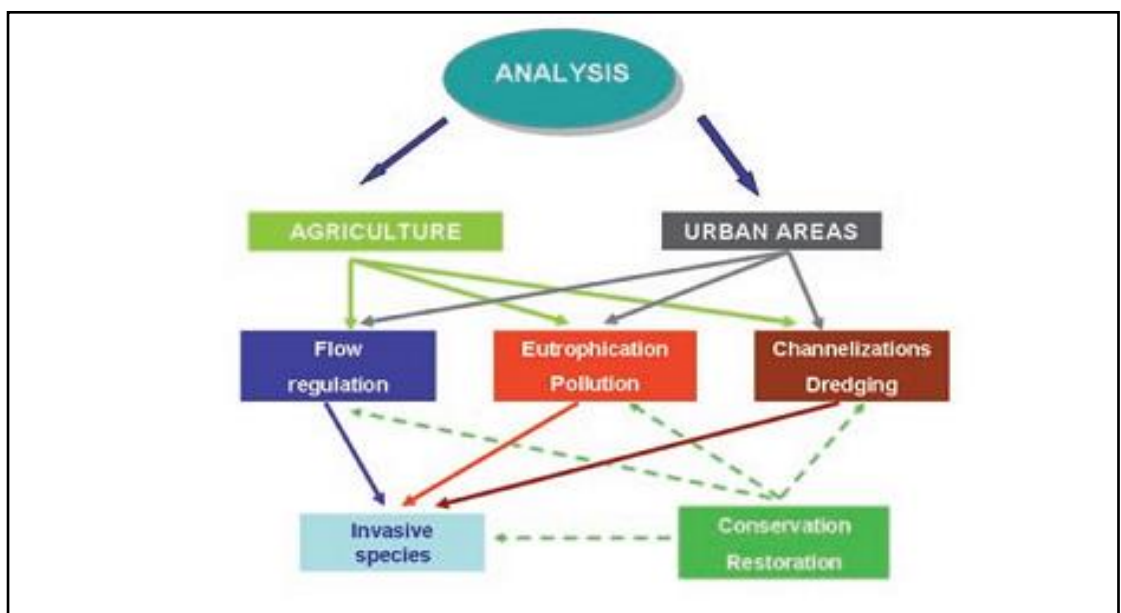 ANALYSIS
AGRICULTURE
URBAN AREAS
Flow
regulation
Eutrophication
Pollution
Channelizations
Dredging
Invasive
species
Conservation
Restoration